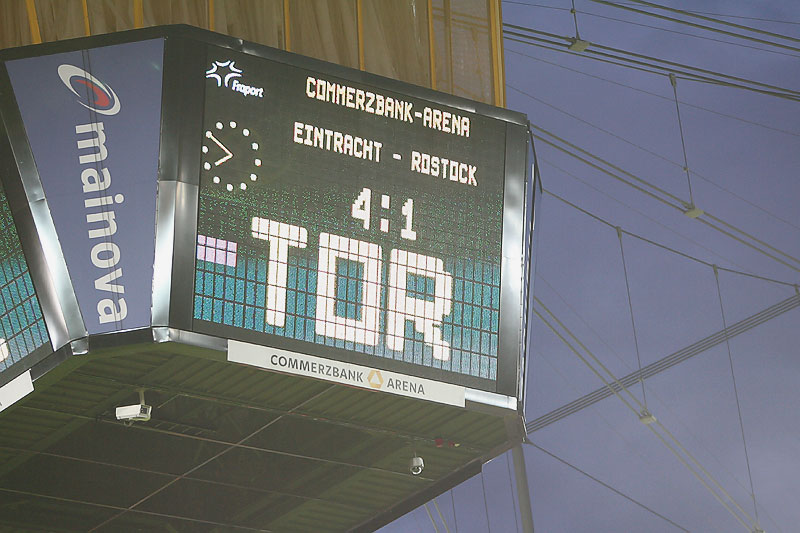 mainova
Fraport
COMMERZBANK-ARENA
EINTRACHT - ROSTOCK
4:1
TOR
COMMERZBANK ARENA